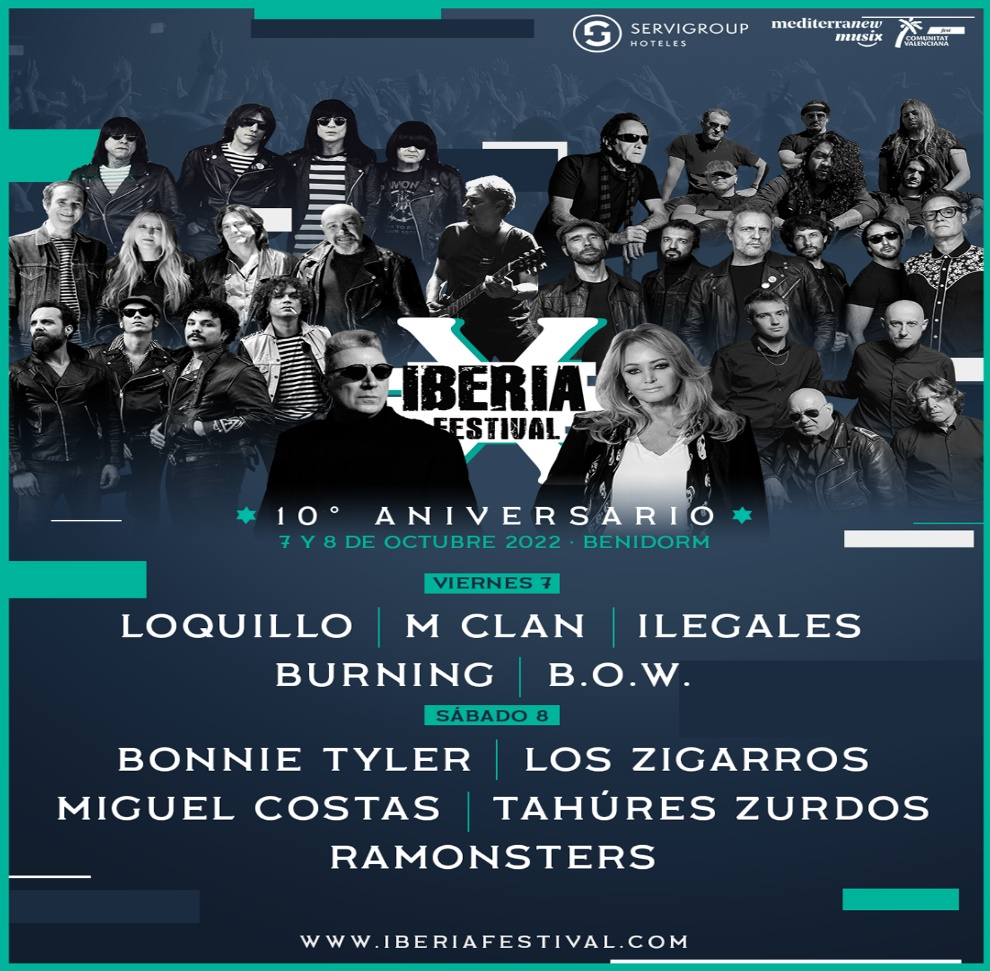 SERVIGROUP
HOTELES
mediterranew
musix
fest
COMUNITAT
VALENCIANA
X
IBERIA
FESTIVAL
10° ANIVERSARIO
7 Y 8 DE OCTUBRE 2022 · BENIDORM
VIERNES 7
LOQUILLO | M CLAN | ILEGALES
BURNING | B.O.W.
SÁBADO 8
BONNIE TYLER | LOS ZIGARROS
MIGUEL COSTAS | TAHÚRES ZURDOS
RAMONSTERS
WWW.IBERIAFESTIVAL.COM